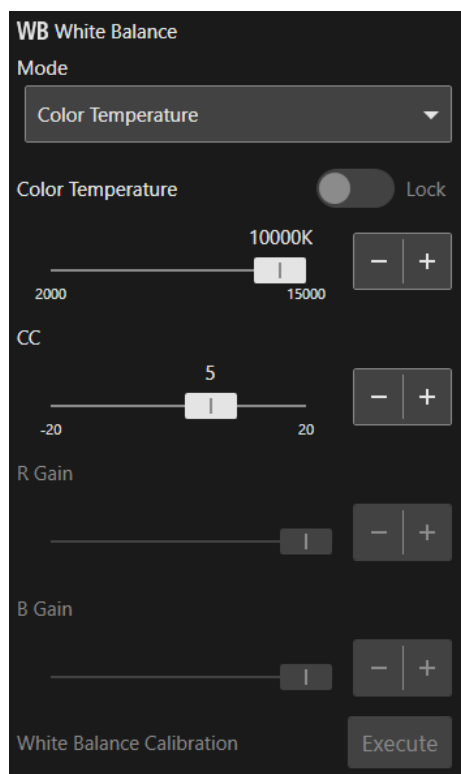 WB White Balance
Mode
Color Temperature
Color Temperature Lock
10000K
− +
2000 15000
CC
5
− +
-20 20
R Gain
− +
B Gain
− +
White Balance Calibration Execute